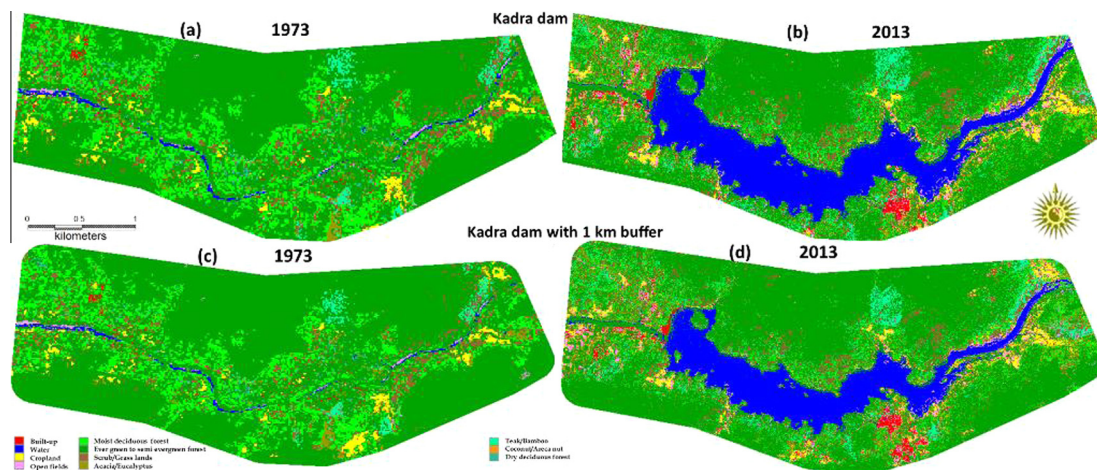 Kadra dam
(a) 1973
(b) 2013
0 0.5 1
kilometers
Kadra dam with 1 km buffer
(c) 1973
(d) 2013
Built-up
Water
Cropland
Open fields
Moist deciduous forest
Ever green to semi evergreen forest
Scrub/Grass lands
Acacia/Eucalyptus
Teak/Bamboo
Coconut/Areca nut
Dry deciduous forest